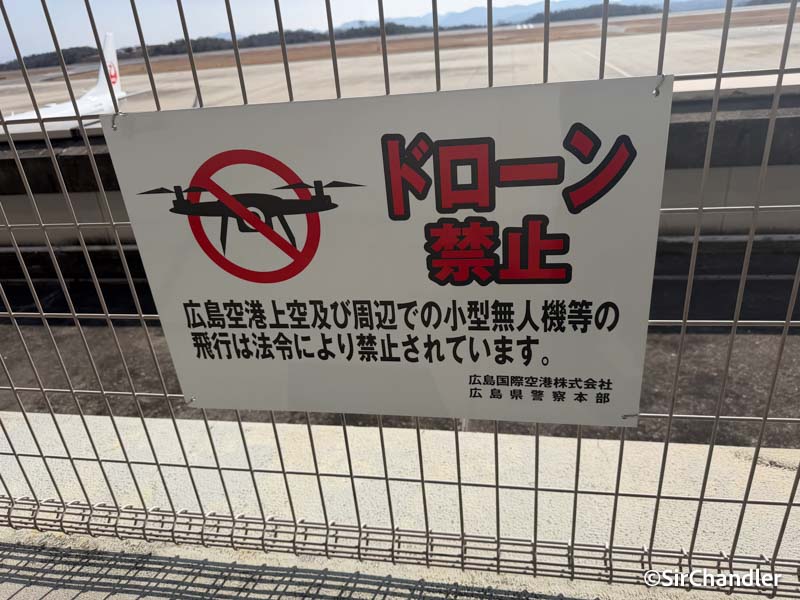 ドローン
禁止
広島空港上空及び周辺での小型無人機等の
飛行は法令により禁止されています。
広島国際空港株式会社
広島県警察本部
©SirChandler